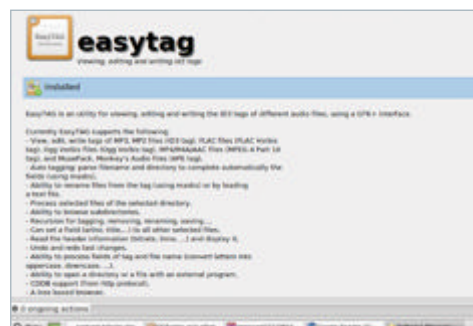 easytag
viewing, editing and writing ID3 tags
Installed
EasyTAG is an utility for viewing, editing and writing the ID3 tags of different audio files, using a GTK+ interface.
Currently EasyTAG supports the following:
- View, edit, write tags of MP3, MP2 files (ID3 tag), FLAC files (FLAC Vorbis
tag), Ogg Vorbis files (Ogg Vorbis tag), MP4/M4A/AAC files (MPEG-4 Part 10
tag), and MusePack, Monkey's Audio files (APE tag).
- Auto tagging: parse filename and directory to complete automatically the
fields (using masks).
- Ability to rename files from the tag (using masks) or by loading
a text file.
- Process selected files of the selected directory.
- Ability to browse subdirectories.
- Recursion for tagging, removing, renaming, saving...
- Can set a field (artist, title...) to all other selected files.
- Read file header information (bitrate, time, ...) and display it.
- Undo and redo last changes.
- Ability to process fields of tag and file name (convert letters into
uppercase, downcase, ...).
- Ability to open a directory or a file with an external program.
- CDDB support (from http protocol).
- A tree based browser.
0 ongoing actions